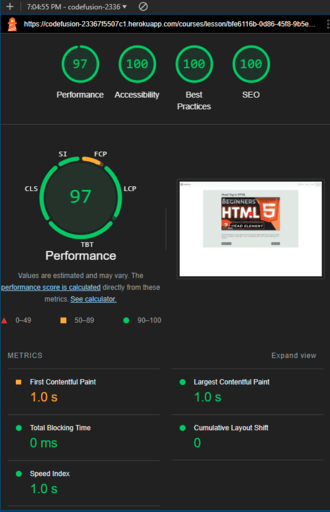 7:04:55 PM - codefusion-2336
https://codefusion-23367f5507c1.herokuapp.com/courses/lesson/bfe6116b-0d86-45f8-9b5e...
97
100
100
100
Performance
Accessibility
Best Practices
SEO
SI
FCP
CLS
LCP
TBT
97
Performance
Values are estimated and may vary. The
performance score is calculated directly from these
metrics. See calculator.
0–49
50–89
90–100
BEGINNERS
HTML 5
HEAD ELEMENT
METRICS
Expand view
First Contentful Paint
1.0 s
Largest Contentful Paint
1.0 s
Total Blocking Time
0 ms
Cumulative Layout Shift
0
Speed Index
1.0 s